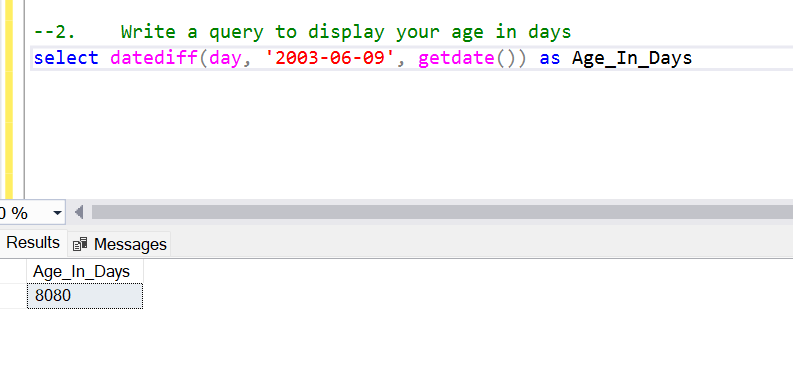 --2. Write a query to display your age in days
select datediff(day, '2003-06-09', getdate()) as Age_In_Days
0 %
Results Messages
Age_In_Days
8080